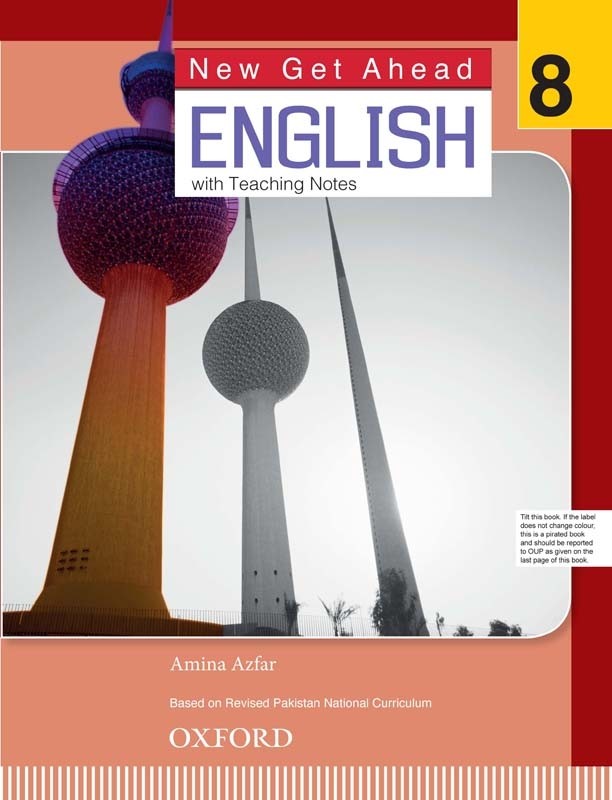 New Get Ahead
8
ENGLISH
with Teaching Notes
Tilt this book. If the label
does not change colour,
this is a pirated book
and should be reported
to OUP as given on the
last page of this book.
Amina Azfar
Based on Revised Pakistan National Curriculum
OXFORD